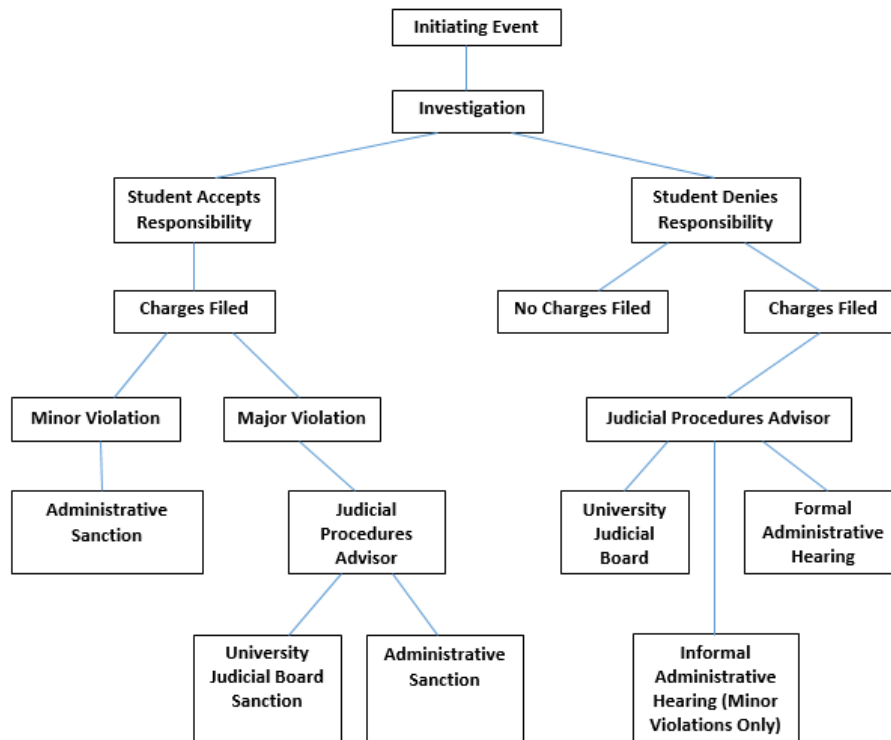 Initiating Event
Investigation
Student Accepts
Responsibility
Student Denies
Responsibility
Charges Filed
No Charges Filed
Charges Filed
Minor Violation
Major Violation
Judicial Procedures Advisor
Administrative
Sanction
Judicial
Procedures
Advisor
University
Judicial
Board
Formal
Administrative
Hearing
University
Judicial Board
Sanction
Administrative
Sanction
Informal
Administrative
Hearing (Minor
Violations Only)